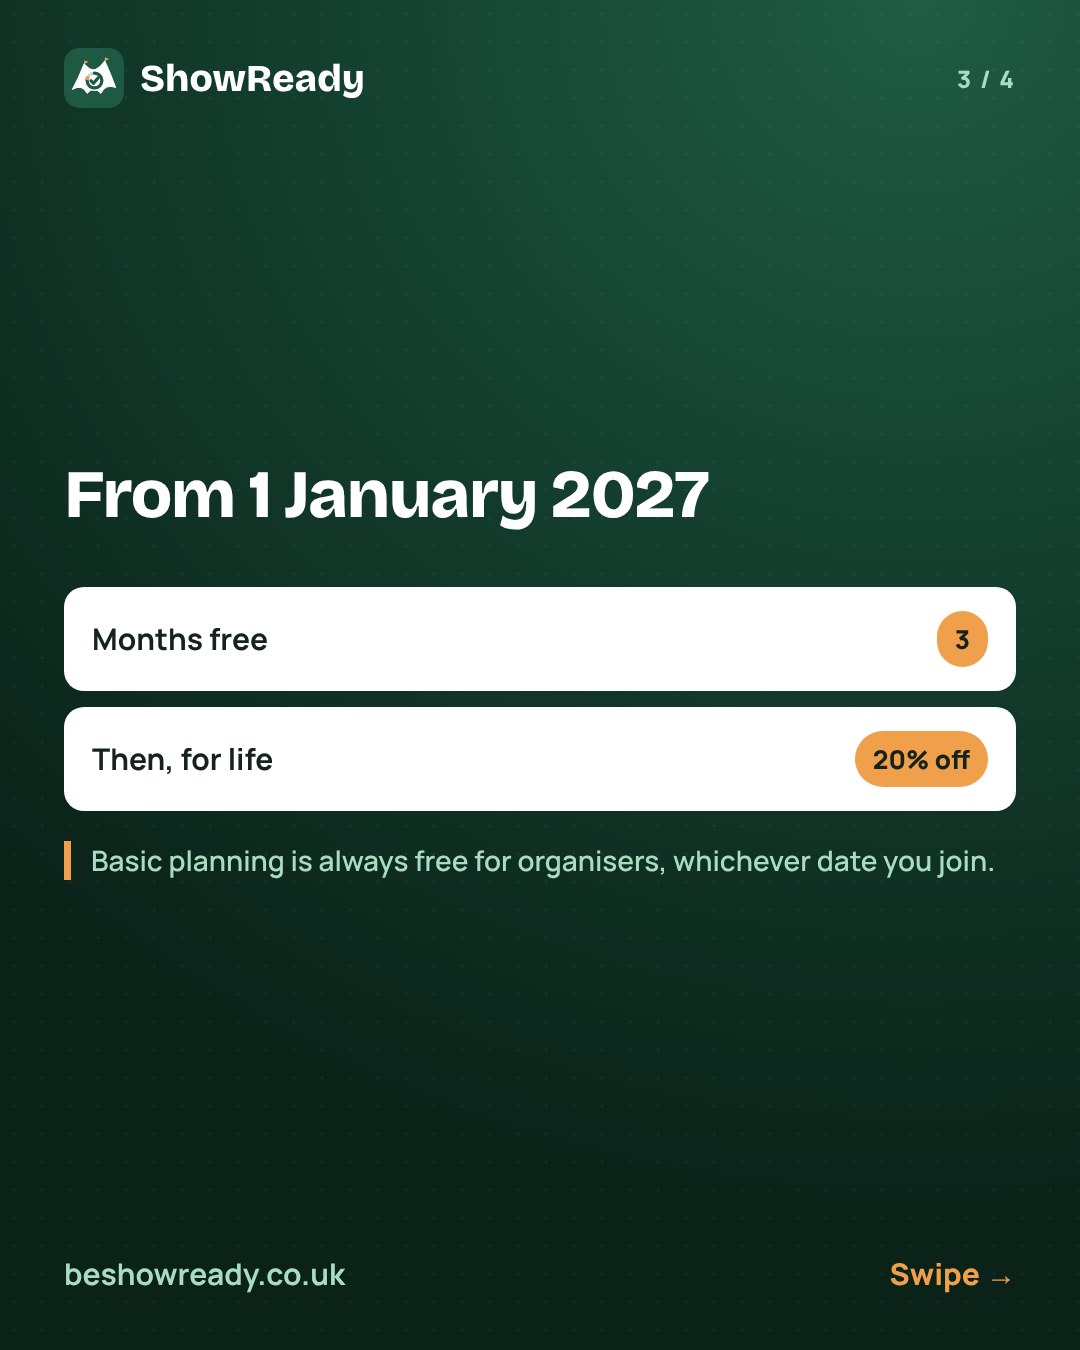 ShowReady
3 / 4
From 1 January 2027
Months free
3
Then, for life
20% off
Basic planning is always free for organisers, whichever date you join.
beshowready.co.uk
Swipe →